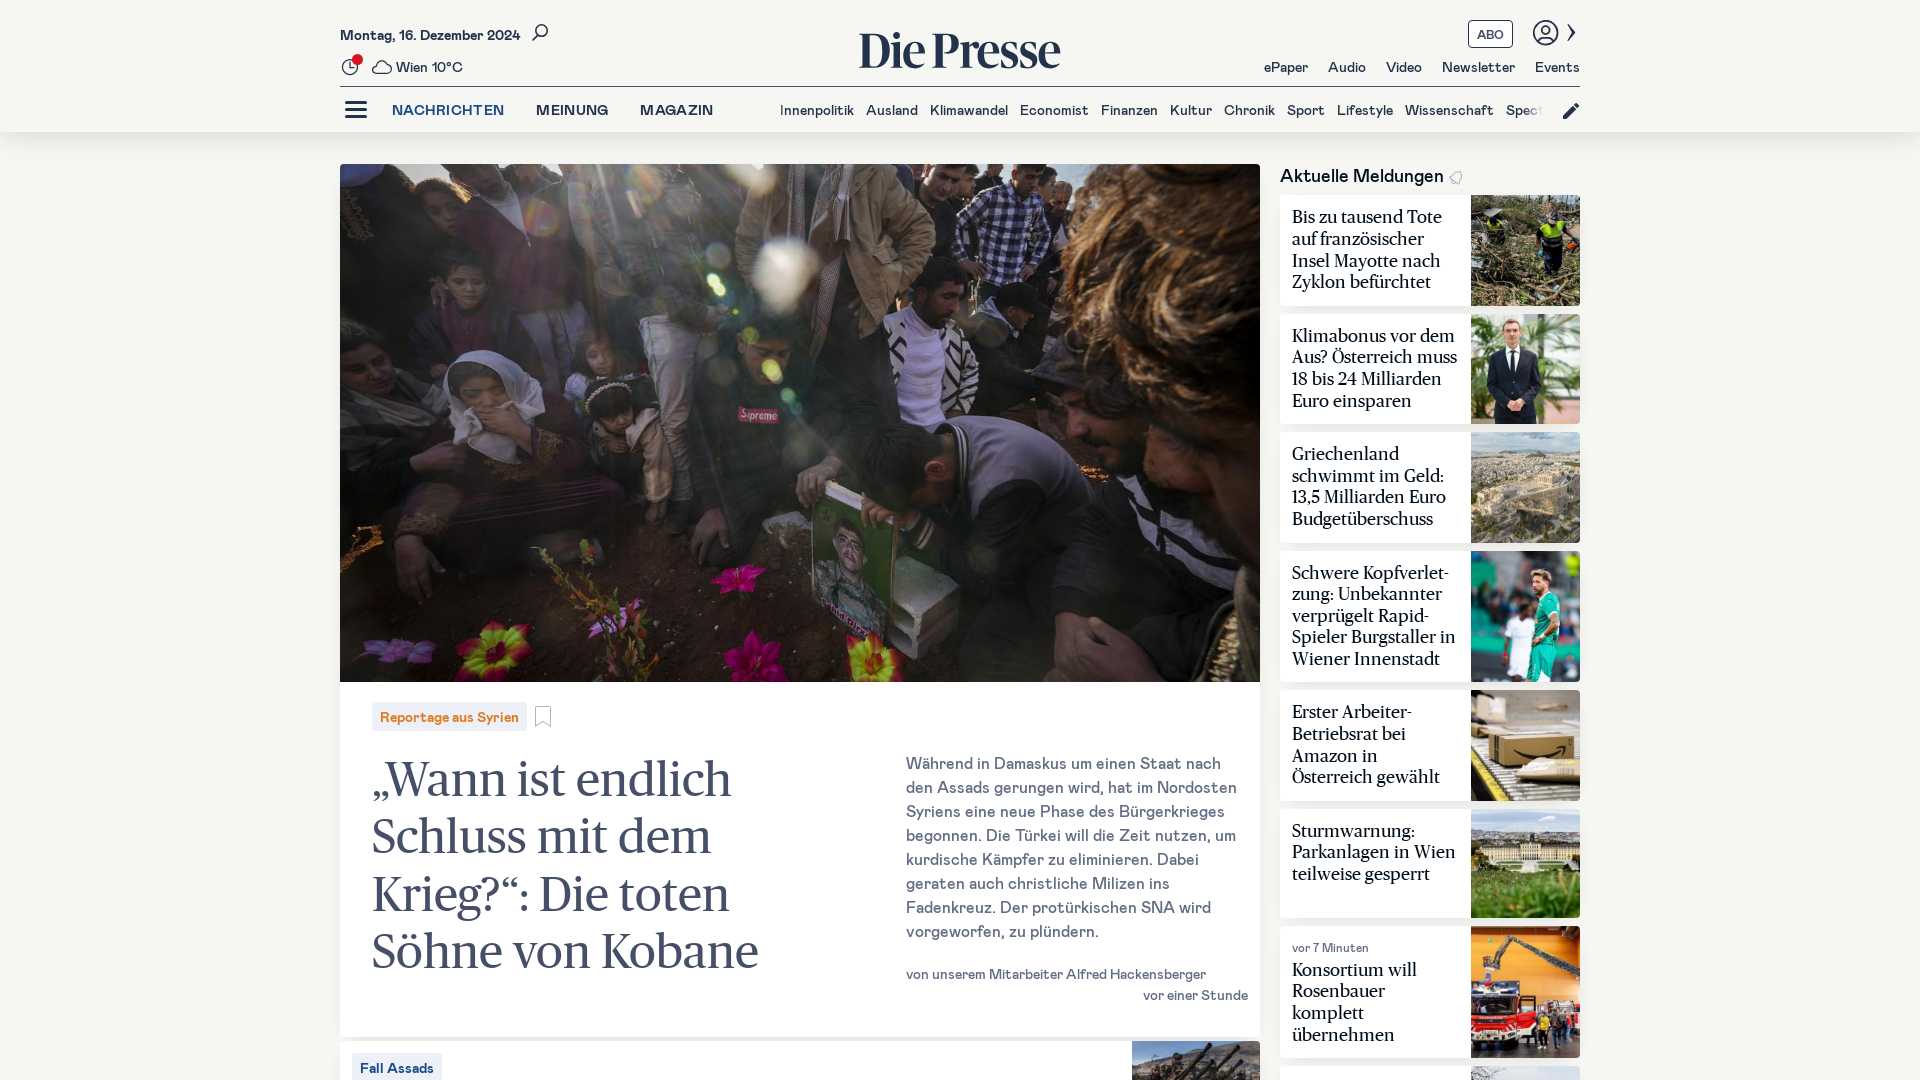 Montag, 16. Dezember 2024
Wien 10°C
Die Presse
ABO
ePaper Audio Video Newsletter Events
NACHRICHTEN MEINUNG MAGAZIN
Innenpolitik Ausland Klimawandel Economist Finanzen Kultur Chronik Sport Lifestyle Wissenschaft Spect
Supreme
Reportage aus Syrien
„Wann ist endlich
Schluss mit dem
Krieg?“: Die toten
Söhne von Kobane
Während in Damaskus um einen Staat nach
den Assads gerungen wird, hat im Nordosten
Syriens eine neue Phase des Bürgerkrieges
begonnen. Die Türkei will die Zeit nutzen, um
kurdische Kämpfer zu eliminieren. Dabei
geraten auch christliche Milizen ins
Fadenkreuz. Der protürkischen SNA wird
vorgeworfen, zu plündern.
von unserem Mitarbeiter Alfred Hackensberger
vor einer Stunde
Fall Assads
Aktuelle Meldungen
Bis zu tausend Tote
auf französischer
Insel Mayotte nach
Zyklon befürchtet
Klimabonus vor dem
Aus? Österreich muss
18 bis 24 Milliarden
Euro einsparen
Griechenland
schwimmt im Geld:
13,5 Milliarden Euro
Budgetüberschuss
Schwere Kopfverlet-
zung: Unbekannter
verprügelt Rapid-
Spieler Burgstaller in
Wiener Innenstadt
Erster Arbeiter-
Betriebsrat bei
Amazon in
Österreich gewählt
Sturmwarnung:
Parkanlagen in Wien
teilweise gesperrt
vor 7 Minuten
Konsortium will
Rosenbauer
komplett
übernehmen